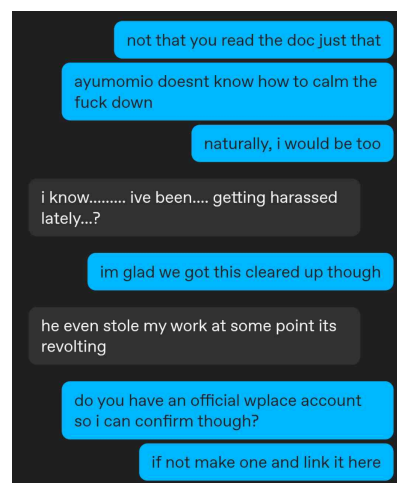 not that you read the doc just that
ayumomio doesnt know how to calm the
fuck down
naturally, i would be too
i know......... ive been.... getting harassed
lately...?
im glad we got this cleared up though
he even stole my work at some point its
revolting
do you have an official wplace account
so i can confirm though?
if not make one and link it here